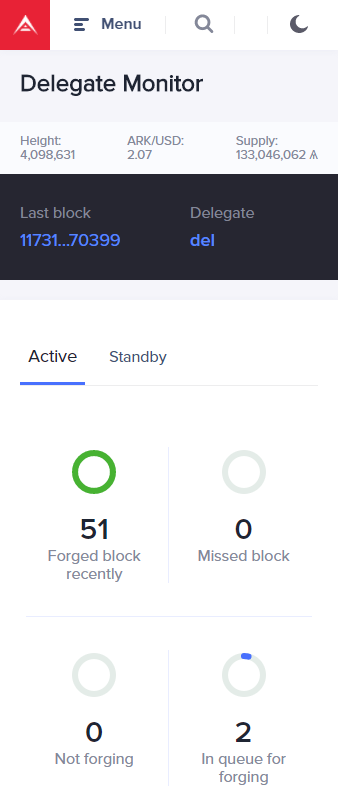 Menu
Delegate Monitor
Height: ARK/USD: Supply:
4,098,631 2.07 133,046,062 Ѧ
Last block Delegate
11731...70399 del
Active Standby
51 0
Forged block Missed block
recently
0 2
Not forging In queue for
forging